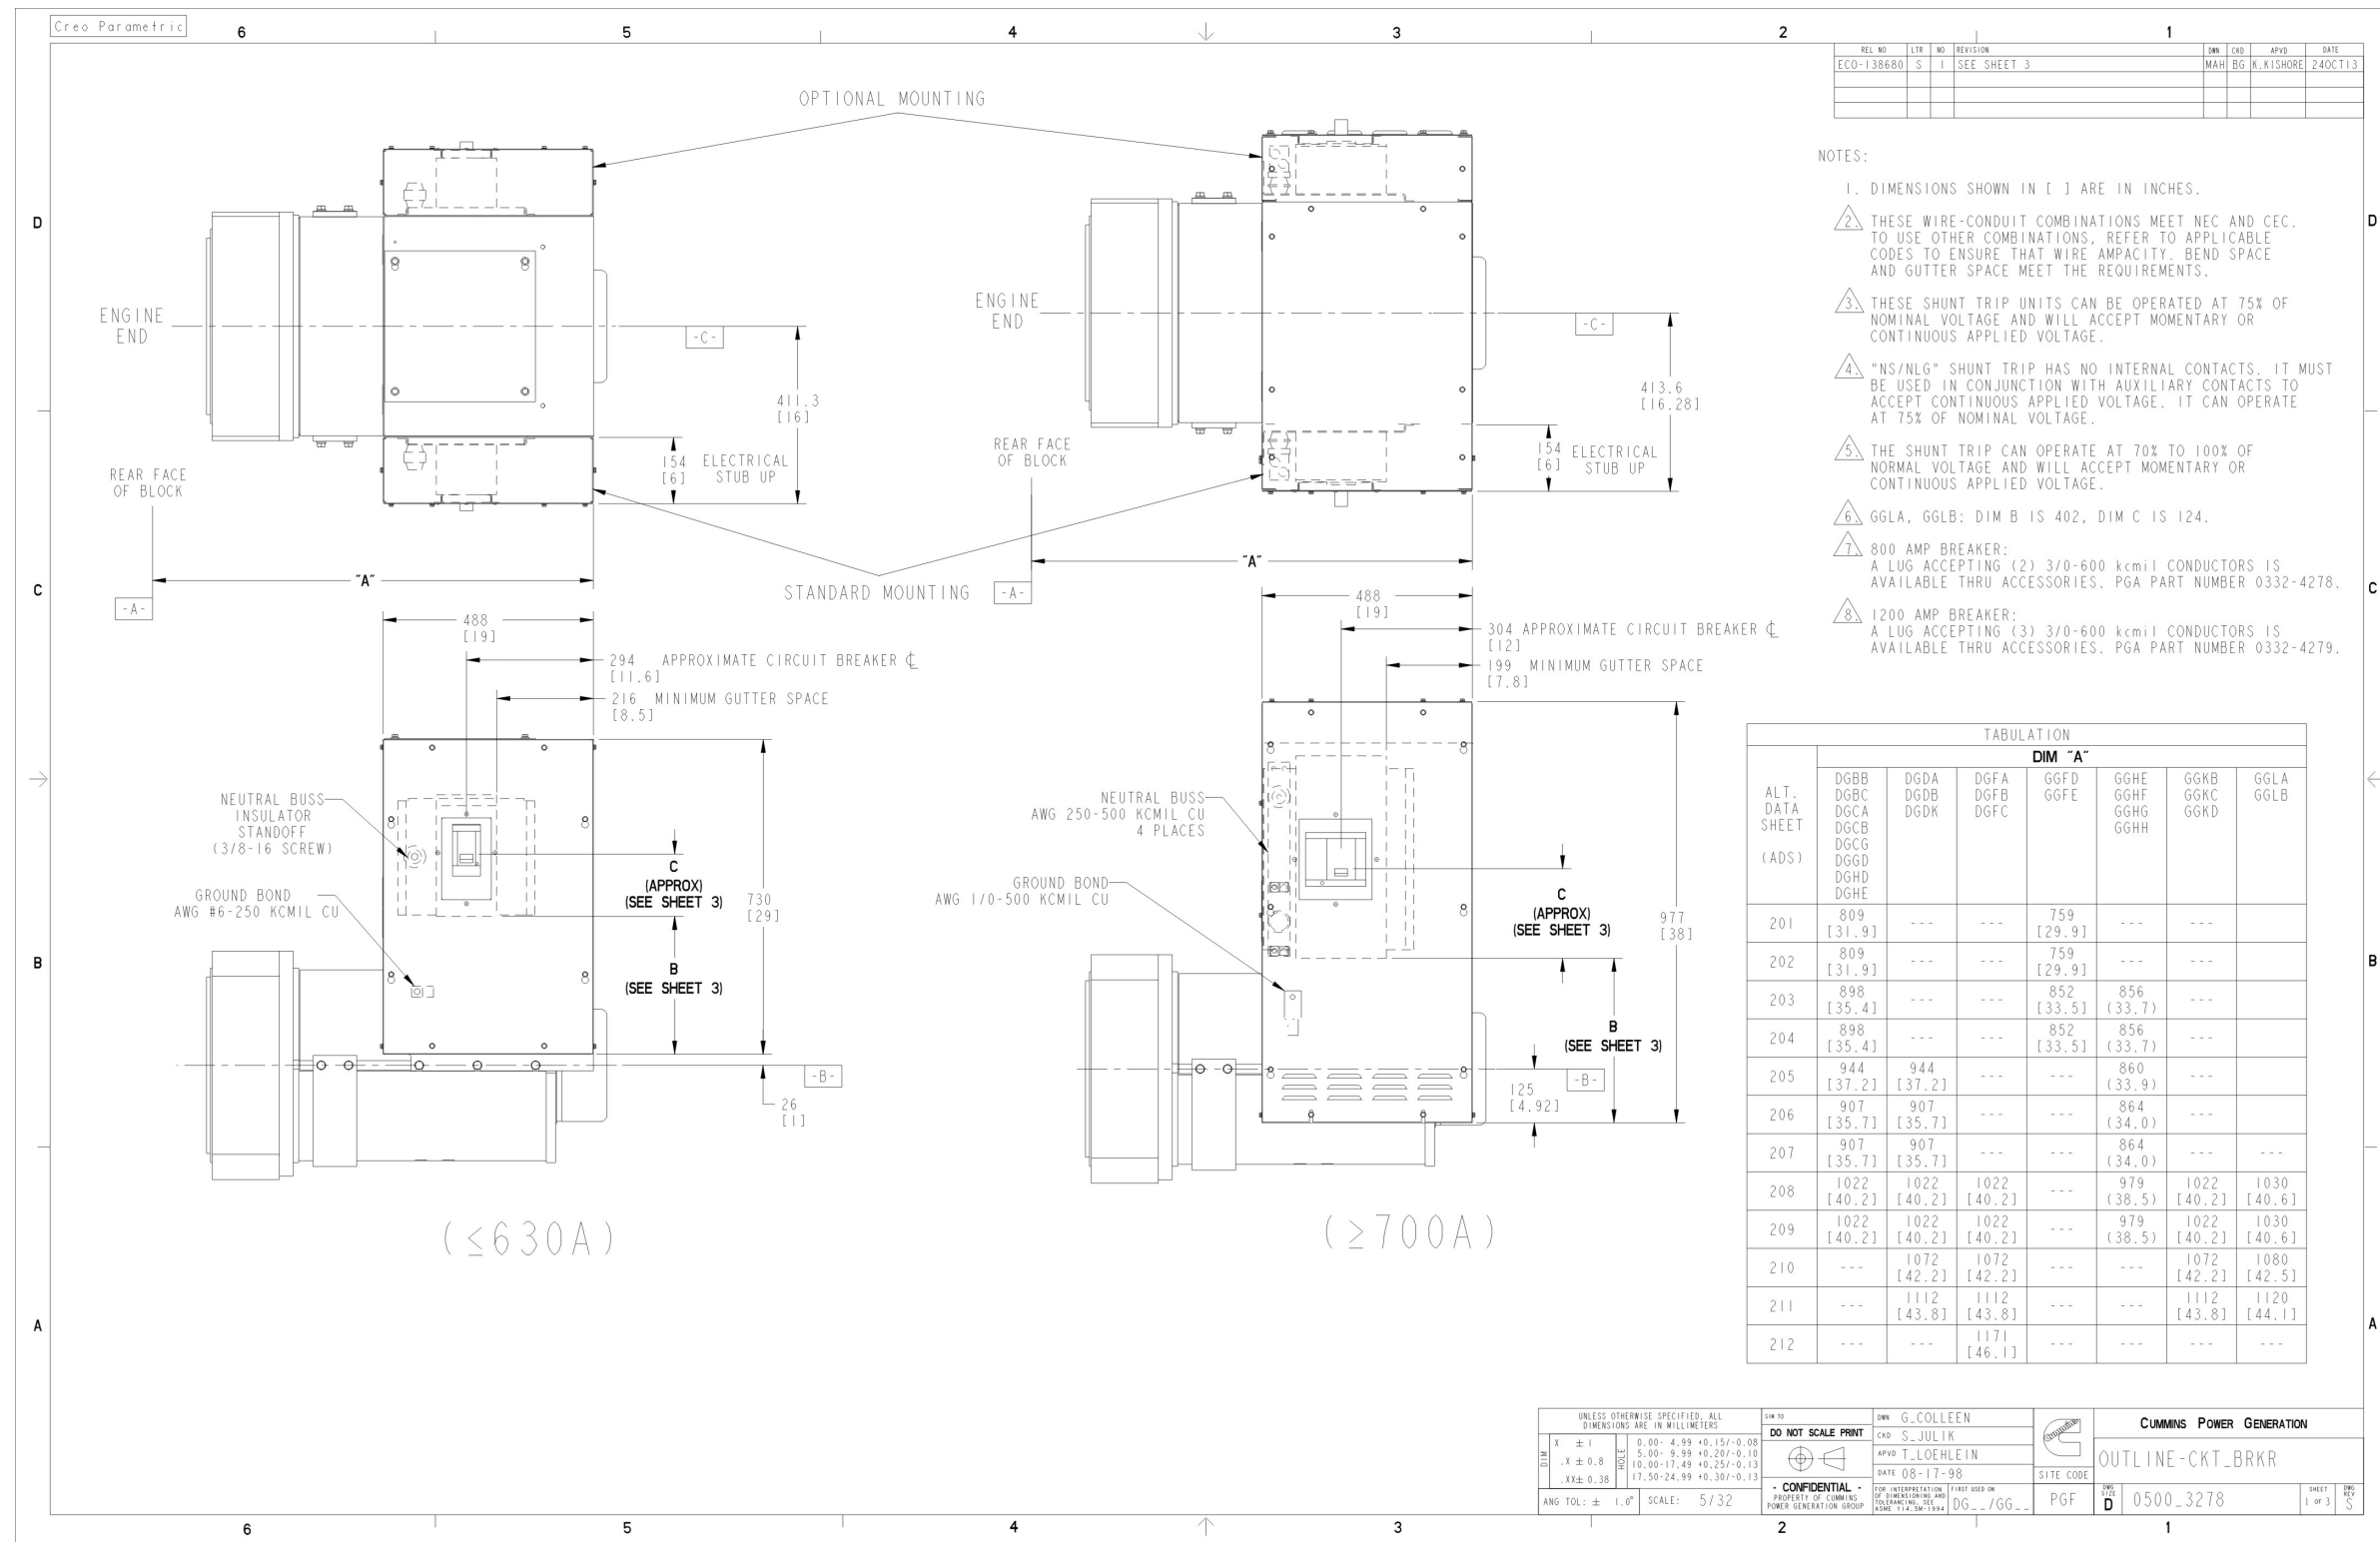 Creo Parametric
6 5 4 3 2 1
REL NO LTR NO REVISION DWN CKD APVD DATE
ECO-138680 S 1 SEE SHEET 3 MAH BG K.KISHORE 24OCT13
OPTIONAL MOUNTING
NOTES:
1. DIMENSIONS SHOWN IN [ ] ARE IN INCHES.
2. THESE WIRE-CONDUIT COMBINATIONS MEET NEC AND CEC.
TO USE OTHER COMBINATIONS, REFER TO APPLICABLE
CODES TO ENSURE THAT WIRE AMPACITY, BEND SPACE
AND GUTTER SPACE MEET THE REQUIREMENTS.
3. THESE SHUNT TRIP UNITS CAN BE OPERATED AT 75% OF
NOMINAL VOLTAGE AND WILL ACCEPT MOMENTARY OR
CONTINUOUS APPLIED VOLTAGE.
4. "NS/NLG" SHUNT TRIP HAS NO INTERNAL CONTACTS. IT MUST
BE USED IN CONJUNCTION WITH AUXILIARY CONTACTS TO
ACCEPT CONTINUOUS APPLIED VOLTAGE. IT CAN OPERATE
AT 75% OF NOMINAL VOLTAGE.
5. THE SHUNT TRIP CAN OPERATE AT 70% TO 100% OF
NORMAL VOLTAGE AND WILL ACCEPT MOMENTARY OR
CONTINUOUS APPLIED VOLTAGE.
6. GGLA, GGLB: DIM B IS 402, DIM C IS 124.
7. 800 AMP BREAKER:
A LUG ACCEPTING (2) 3/0-600 kcmil CONDUCTORS IS
AVAILABLE THRU ACCESSORIES. PGA PART NUMBER 0332-4278.
8. 1200 AMP BREAKER:
A LUG ACCEPTING (3) 3/0-600 kcmil CONDUCTORS IS
AVAILABLE THRU ACCESSORIES. PGA PART NUMBER 0332-4279.
D
D
C
C
B
B
A
A
ENGINE
END
-C-
411.3
[16]
154
[6]
ELECTRICAL
STUB UP
REAR FACE
OF BLOCK
"A"
-A-
STANDARD MOUNTING
ENGINE
END
-C-
413.6
[16.28]
154
[6]
ELECTRICAL
STUB UP
REAR FACE
OF BLOCK
"A"
-A-
488
[19]
294 APPROXIMATE CIRCUIT BREAKER ℄
[11.6]
216 MINIMUM GUTTER SPACE
[8.5]
NEUTRAL BUSS
INSULATOR
STANDOFF
(3/8-16 SCREW)
GROUND BOND
AWG #6-250 KCMIL CU
C
(APPROX)
(SEE SHEET 3)
730
[29]
B
(SEE SHEET 3)
-B-
26
[1]
(≤630A)
488
[19]
304 APPROXIMATE CIRCUIT BREAKER ℄
[12]
199 MINIMUM GUTTER SPACE
[7.8]
NEUTRAL BUSS
AWG 250-500 KCMIL CU
4 PLACES
GROUND BOND
AWG 1/0-500 KCMIL CU
C
(APPROX)
(SEE SHEET 3)
977
[38]
B
(SEE SHEET 3)
-B-
125
[4.92]
(≥700A)
TABULATION
DIM "A"
ALT.
DATA
SHEET
(ADS)
DGBB DGDA DGFA GGFD GGHE GGKB GGLA
DGBC DGDB DGFB GGFE GGHF GGKC GGLB
DGCA DGDK DGFC GGHG GGKD
DGCB GGHH
DGCG
DGGD
DGHD
DGHE
201 809 --- --- 759 --- ---
[31.9] [29.9]
202 809 --- --- 759 --- ---
[31.9] [29.9]
203 898 --- --- 852 856 ---
[35.4] [33.5] (33.7)
204 898 --- --- 852 856 ---
[35.4] [33.5] (33.7)
205 944 944 --- --- 860 ---
[37.2] [37.2] (33.9)
206 907 907 --- --- 864 ---
[35.7] [35.7] (34.0)
207 907 907 --- --- 864 --- ---
[35.7] [35.7] (34.0)
208 1022 1022 1022 --- 979 1022 1030
[40.2] [40.2] [40.2] (38.5) [40.2] [40.6]
209 1022 1022 1022 --- 979 1022 1030
[40.2] [40.2] [40.2] (38.5) [40.2] [40.6]
210 --- 1072 1072 --- --- 1072 1080
[42.2] [42.2] [42.2] [42.5]
211 --- 1112 1112 --- --- 1112 1120
[43.8] [43.8] [43.8] [44.1]
212 --- --- 1171 --- --- --- ---
[46.1]
UNLESS OTHERWISE SPECIFIED, ALL
DIMENSIONS ARE IN MILLIMETERS
DIM
X ± 1
.X ± 0.8
.XX± 0.38
HOLE
0.00- 4.99 +0.15/-0.08
5.00- 9.99 +0.20/-0.10
10.00-17.49 +0.25/-0.13
17.50-24.99 +0.30/-0.13
ANG TOL: ± 1.0°
SCALE: 5/32
SIM TO
DO NOT SCALE PRINT
- CONFIDENTIAL -
PROPERTY OF CUMMINS
POWER GENERATION GROUP
DWN G_COLLEEN
CKD S_JULIK
APVD T_LOEHLEIN
DATE 08-17-98
FOR INTERPRETATION
OF DIMENSIONING AND
TOLERANCING, SEE
ASME Y14.5M-1994
FIRST USED ON
DG__/GG__
Cummins
SITE CODE
PGF
CUMMINS POWER GENERATION
OUTLINE-CKT_BRKR
DWG SIZE
D
0500_3278
SHEET
1 OF 3
DWG REV
S
6 5 4 3 2 1